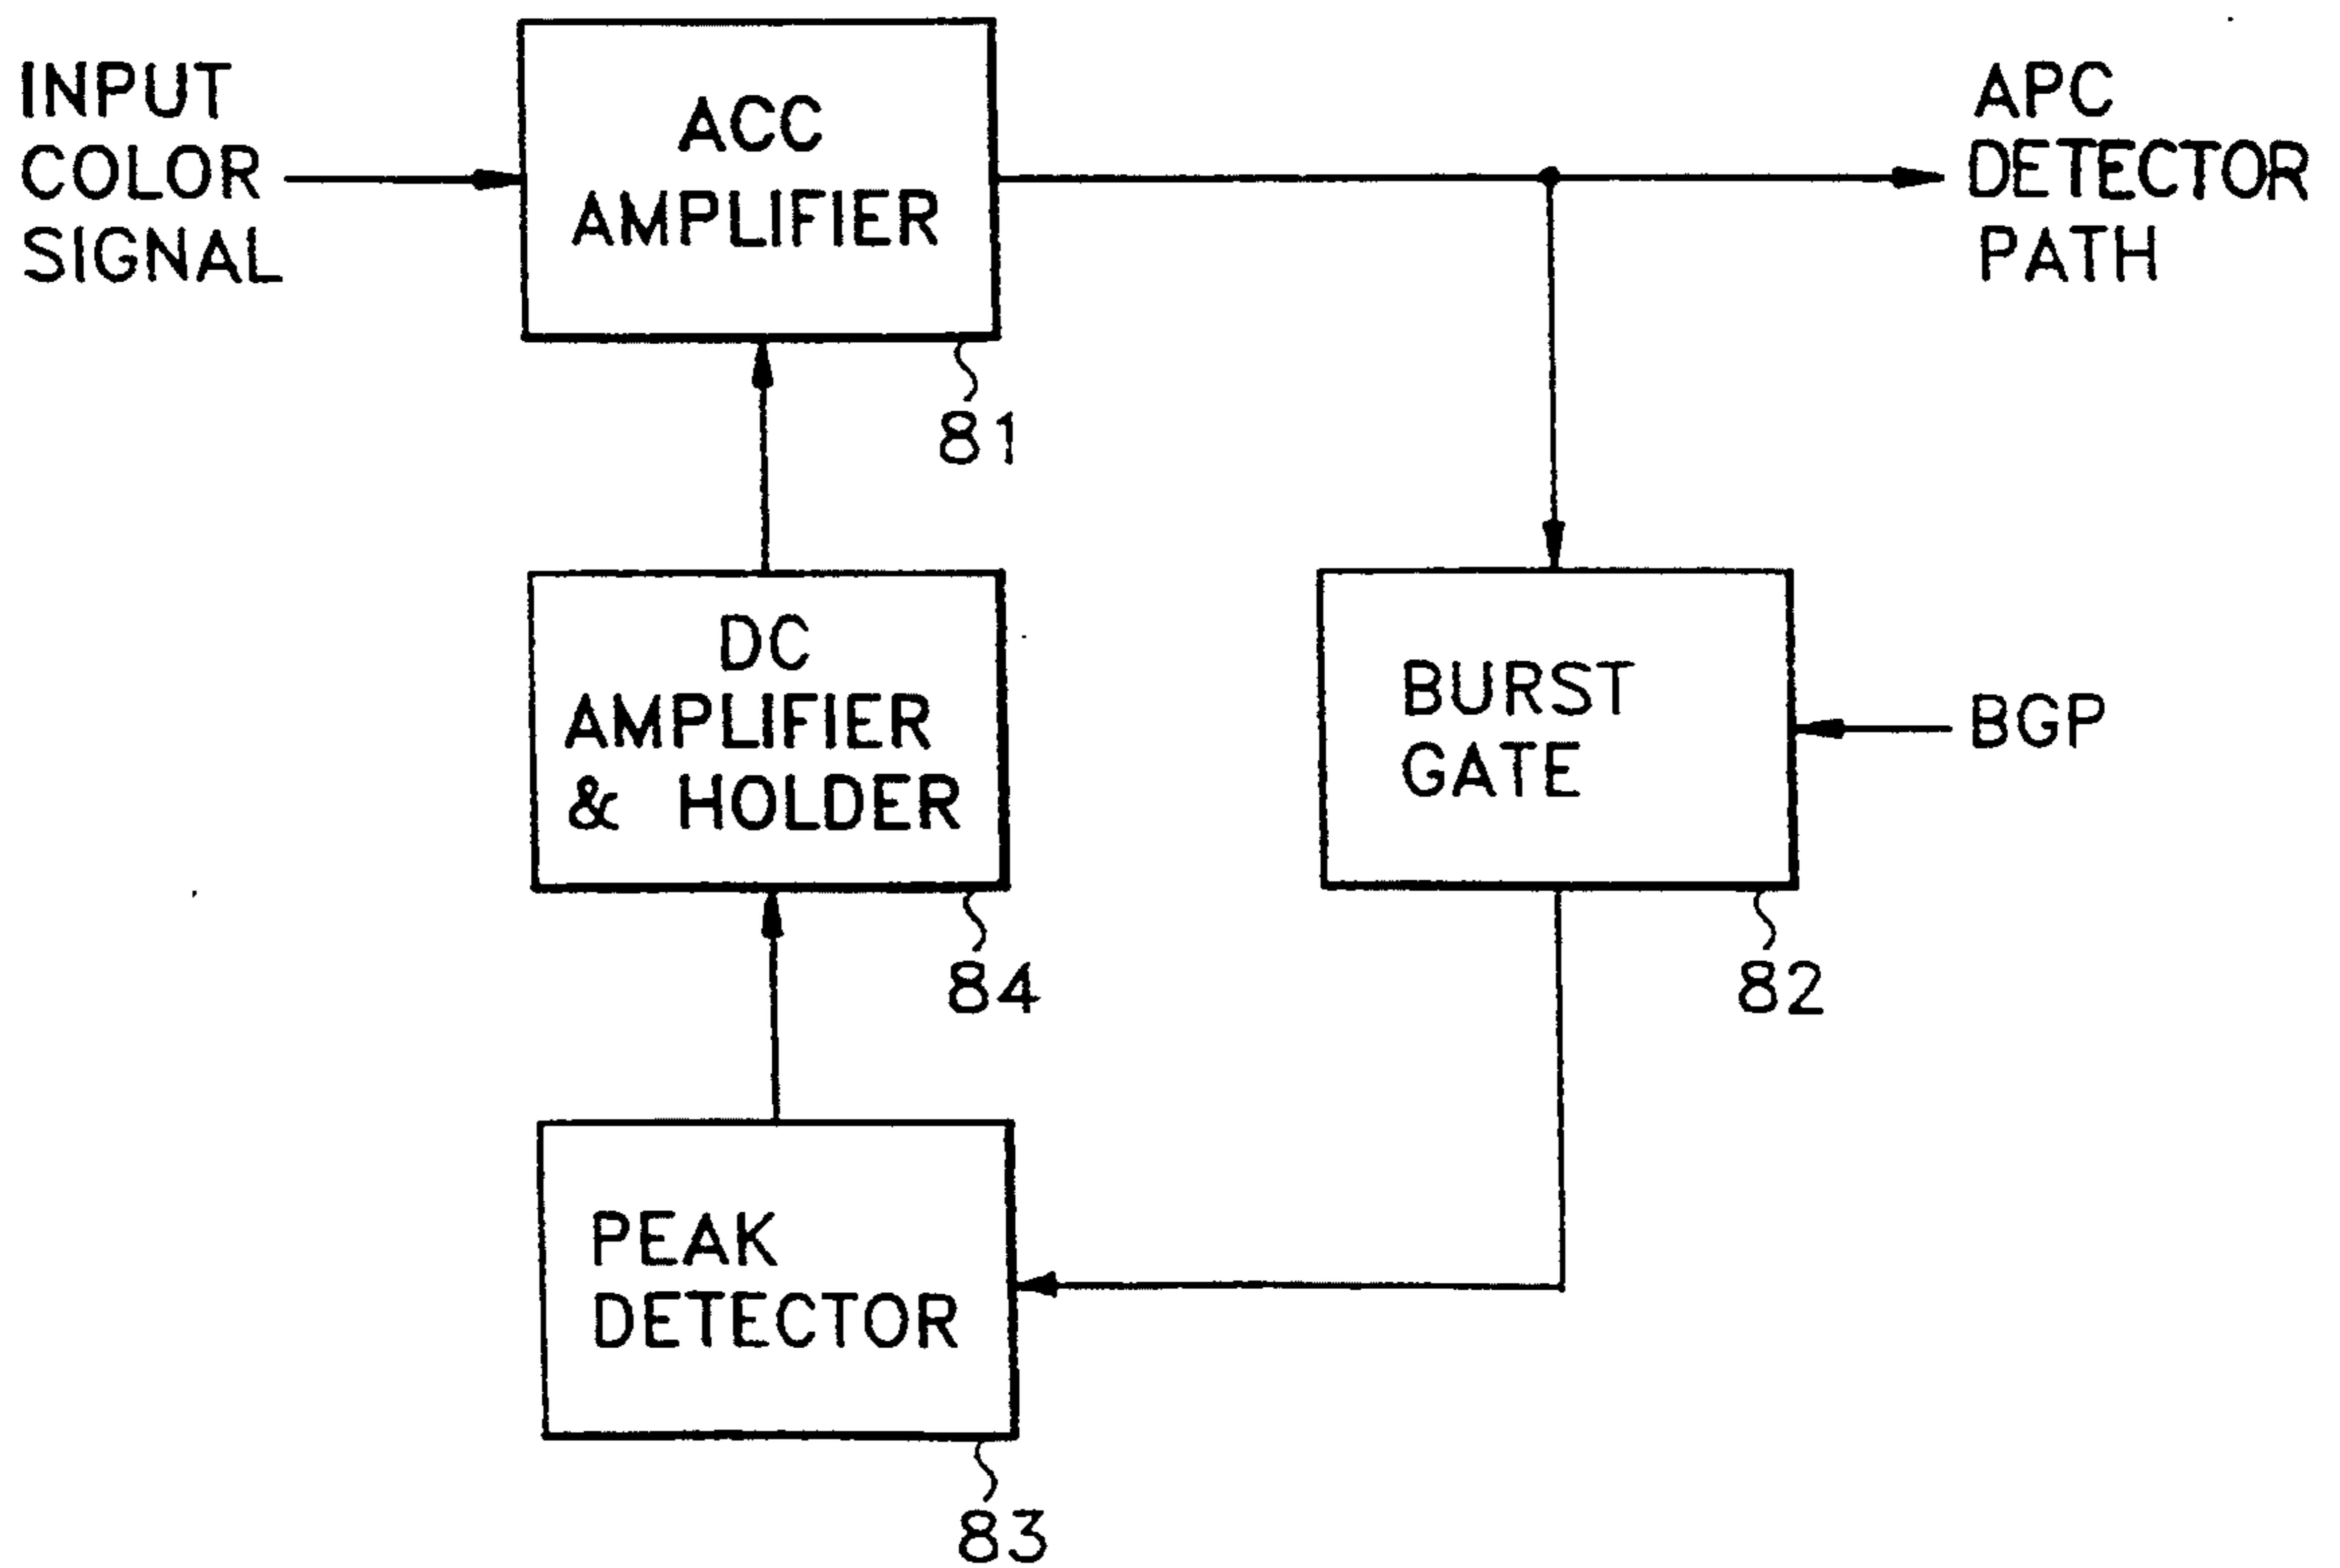 INPUT
COLOR
SIGNAL
ACC
AMPLIFIER
81
APC
DETECTOR
PATH
DC
AMPLIFIER
& HOLDER
84
BURST
GATE
82
BGP
PEAK
DETECTOR
83